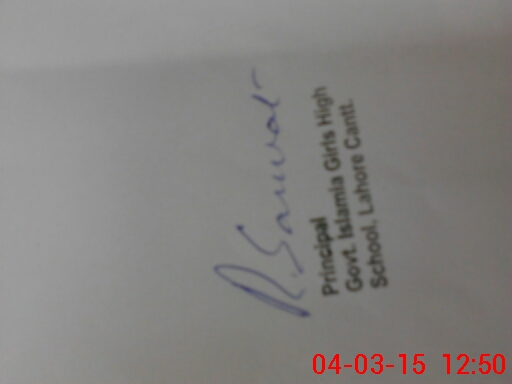 Principal
Govt. Islamia Girls High
School, Lahore Cantt.
04-03-15 12:50